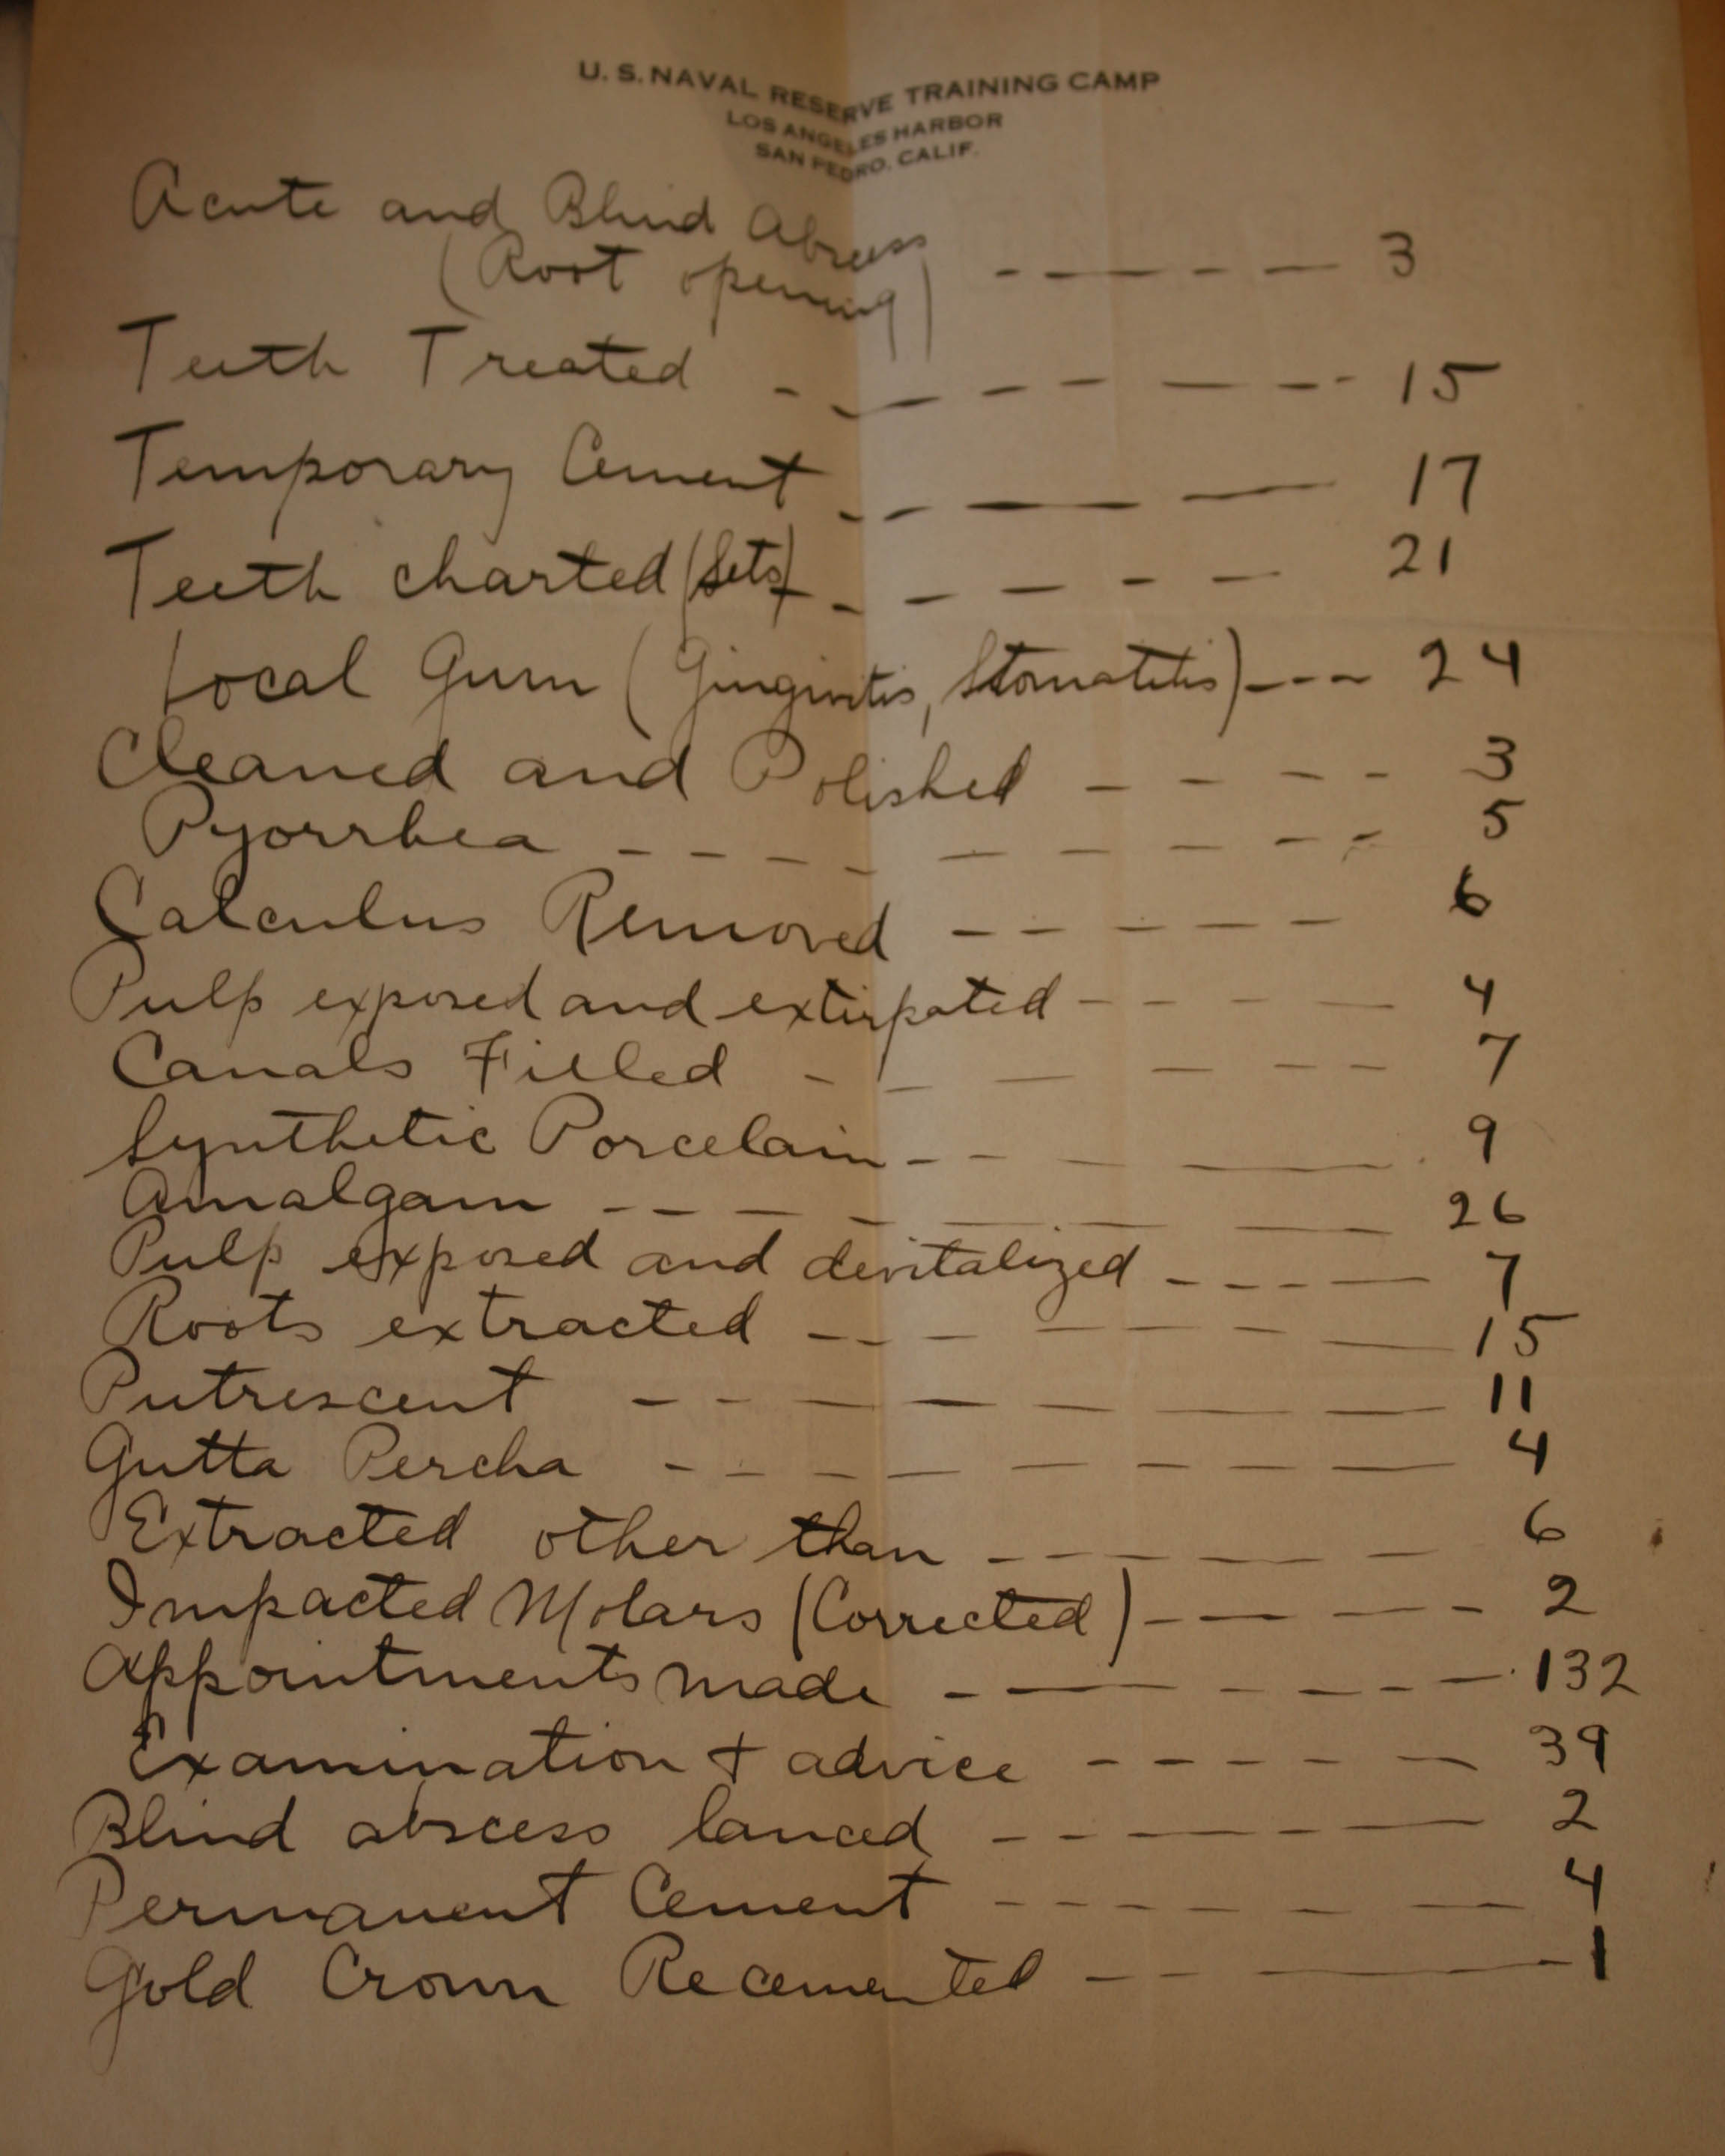 U. S. NAVAL RESERVE TRAINING CAMP
LOS ANGELES HARBOR
SAN PEDRO, CALIF.
Acute and Blind Abcess
(Root opening) - - - - - 3
Teeth Treated - - - - - - - 15
Temporary Cement - - - - - 17
Teeth charted (Sets) - - - - - - 21
Local Gum (Gingivitis, Stomatitis) - - - 24
Cleaned and Polished - - - - 3
Pyorrhea - - - - - - - - - 5
Calculus Removed - - - - - 6
Pulp exposed and extirpated - - - - - 4
Canals Filled - - - - - - 7
Synthetic Porcelain - - - - 9
Amalgam - - - - - - - 26
Pulp exposed and devitalized - - - - 7
Roots extracted - - - - - - - 15
Putrescent - - - - - - - 11
Gutta Percha - - - - - - - - 4
Extracted other than - - - - - - 6
Impacted Molars (Corrected) - - - - - 2
Appointments made - - - - - - - 132
Examination + advice - - - - - 39
Blind abscess lanced - - - - - 2
Permanent Cement - - - - - - 4
Gold Crown Recemented - - - - 1